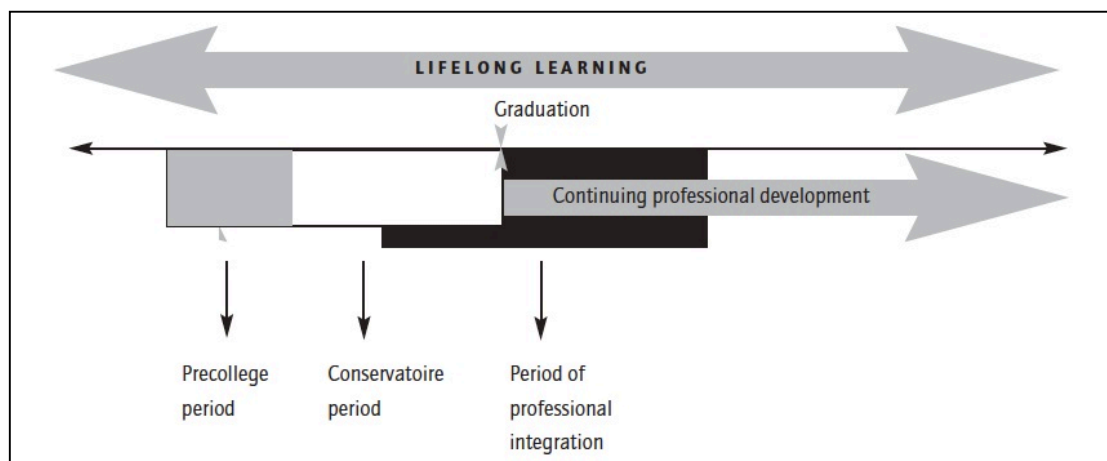 LIFELONG LEARNING
Graduation
Continuing professional development
Precollege
period
Conservatoire
period
Period of
professional
integration